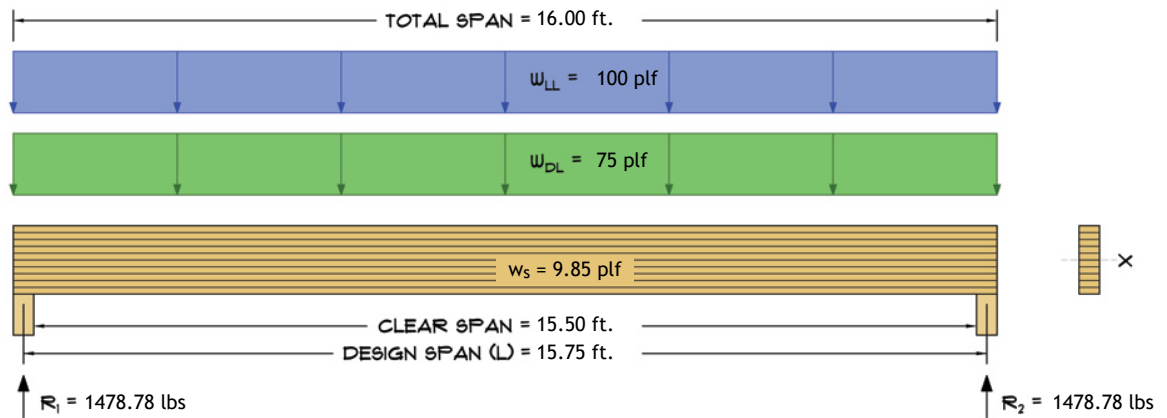 TOTAL SPAN = 16.00 ft.
WLL = 100 plf
WDL = 75 plf
ws = 9.85 plf
X
CLEAR SPAN = 15.50 ft.
DESIGN SPAN (L) = 15.75 ft.
R1 = 1478.78 lbs
R2 = 1478.78 lbs